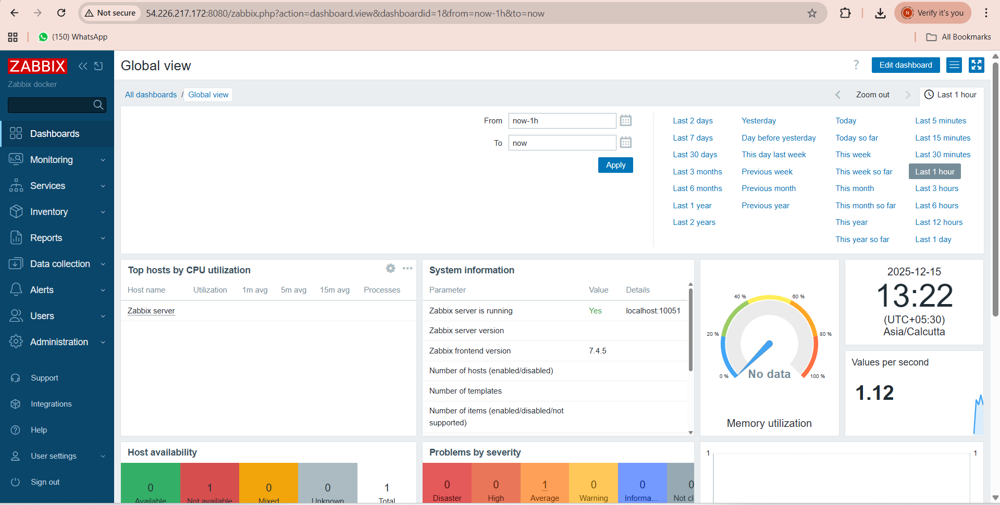 Not secure
54.226.217.172:8080/zabbix.php?action=dashboard.view&dashboardid=1&from=now-1h&to=now
N
Verify it's you
(150) WhatsApp
All Bookmarks
ZABBIX
Zabbix docker
Dashboards
Monitoring
Services
Inventory
Reports
Data collection
Alerts
Users
Administration
Support
Integrations
Help
User settings
Sign out
Global view
?
Edit dashboard
All dashboards / Global view
Zoom out
Last 1 hour
From now-1h
To now
Apply
Last 2 days Yesterday Today Last 5 minutes
Last 7 days Day before yesterday Today so far Last 15 minutes
Last 30 days This day last week This week Last 30 minutes
Last 3 months Previous week This week so far Last 1 hour
Last 6 months Previous month This month Last 3 hours
Last 1 year Previous year This month so far Last 6 hours
Last 2 years This year Last 12 hours
This year so far Last 1 day
Top hosts by CPU utilization
Host name Utilization 1m avg 5m avg 15m avg Processes
Zabbix server
System information
Parameter Value Details
Zabbix server is running Yes localhost:10051
Zabbix server version
Zabbix frontend version 7.4.5
Number of hosts (enabled/disabled)
Number of templates
Number of items (enabled/disabled/not
supported)
40 % 60 %
20 % 80 %
0 % 100 %
No data
Memory utilization
2025-12-15
13:22
(UTC+05:30)
Asia/Calcutta
Values per second
1.12
Host availability
0 1 0 0 1
Available Not available Mixed Unknown Total
Problems by severity
0 0 1 0 0 0
Disaster High Average Warning Informa... Not cl
1 1